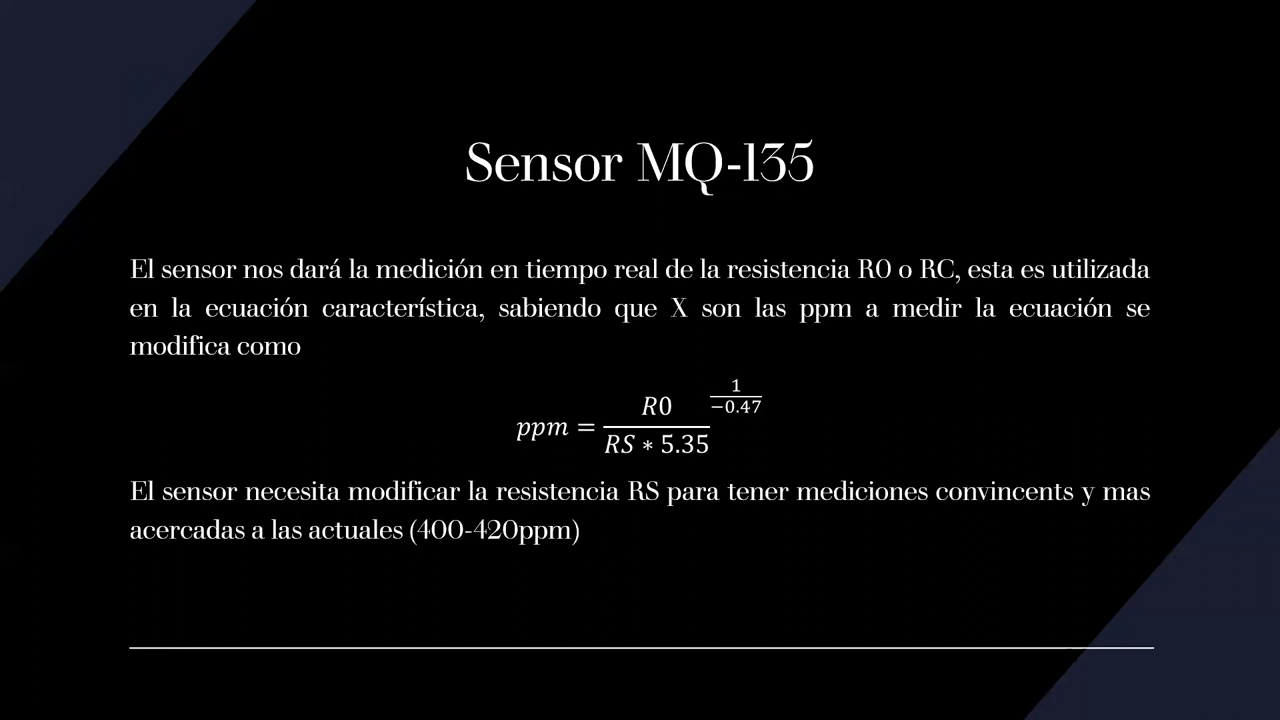 Sensor MQ-135
El sensor nos dará la medición en tiempo real de la resistencia R0 o RC, esta es utilizada
en la ecuación característica, sabiendo que X son las ppm a medir la ecuación se
modifica como
ppm = R0 / RS * 5.35 ^ 1 / −0.47
El sensor necesita modificar la resistencia RS para tener mediciones convincents y mas
acercadas a las actuales (400-420ppm)